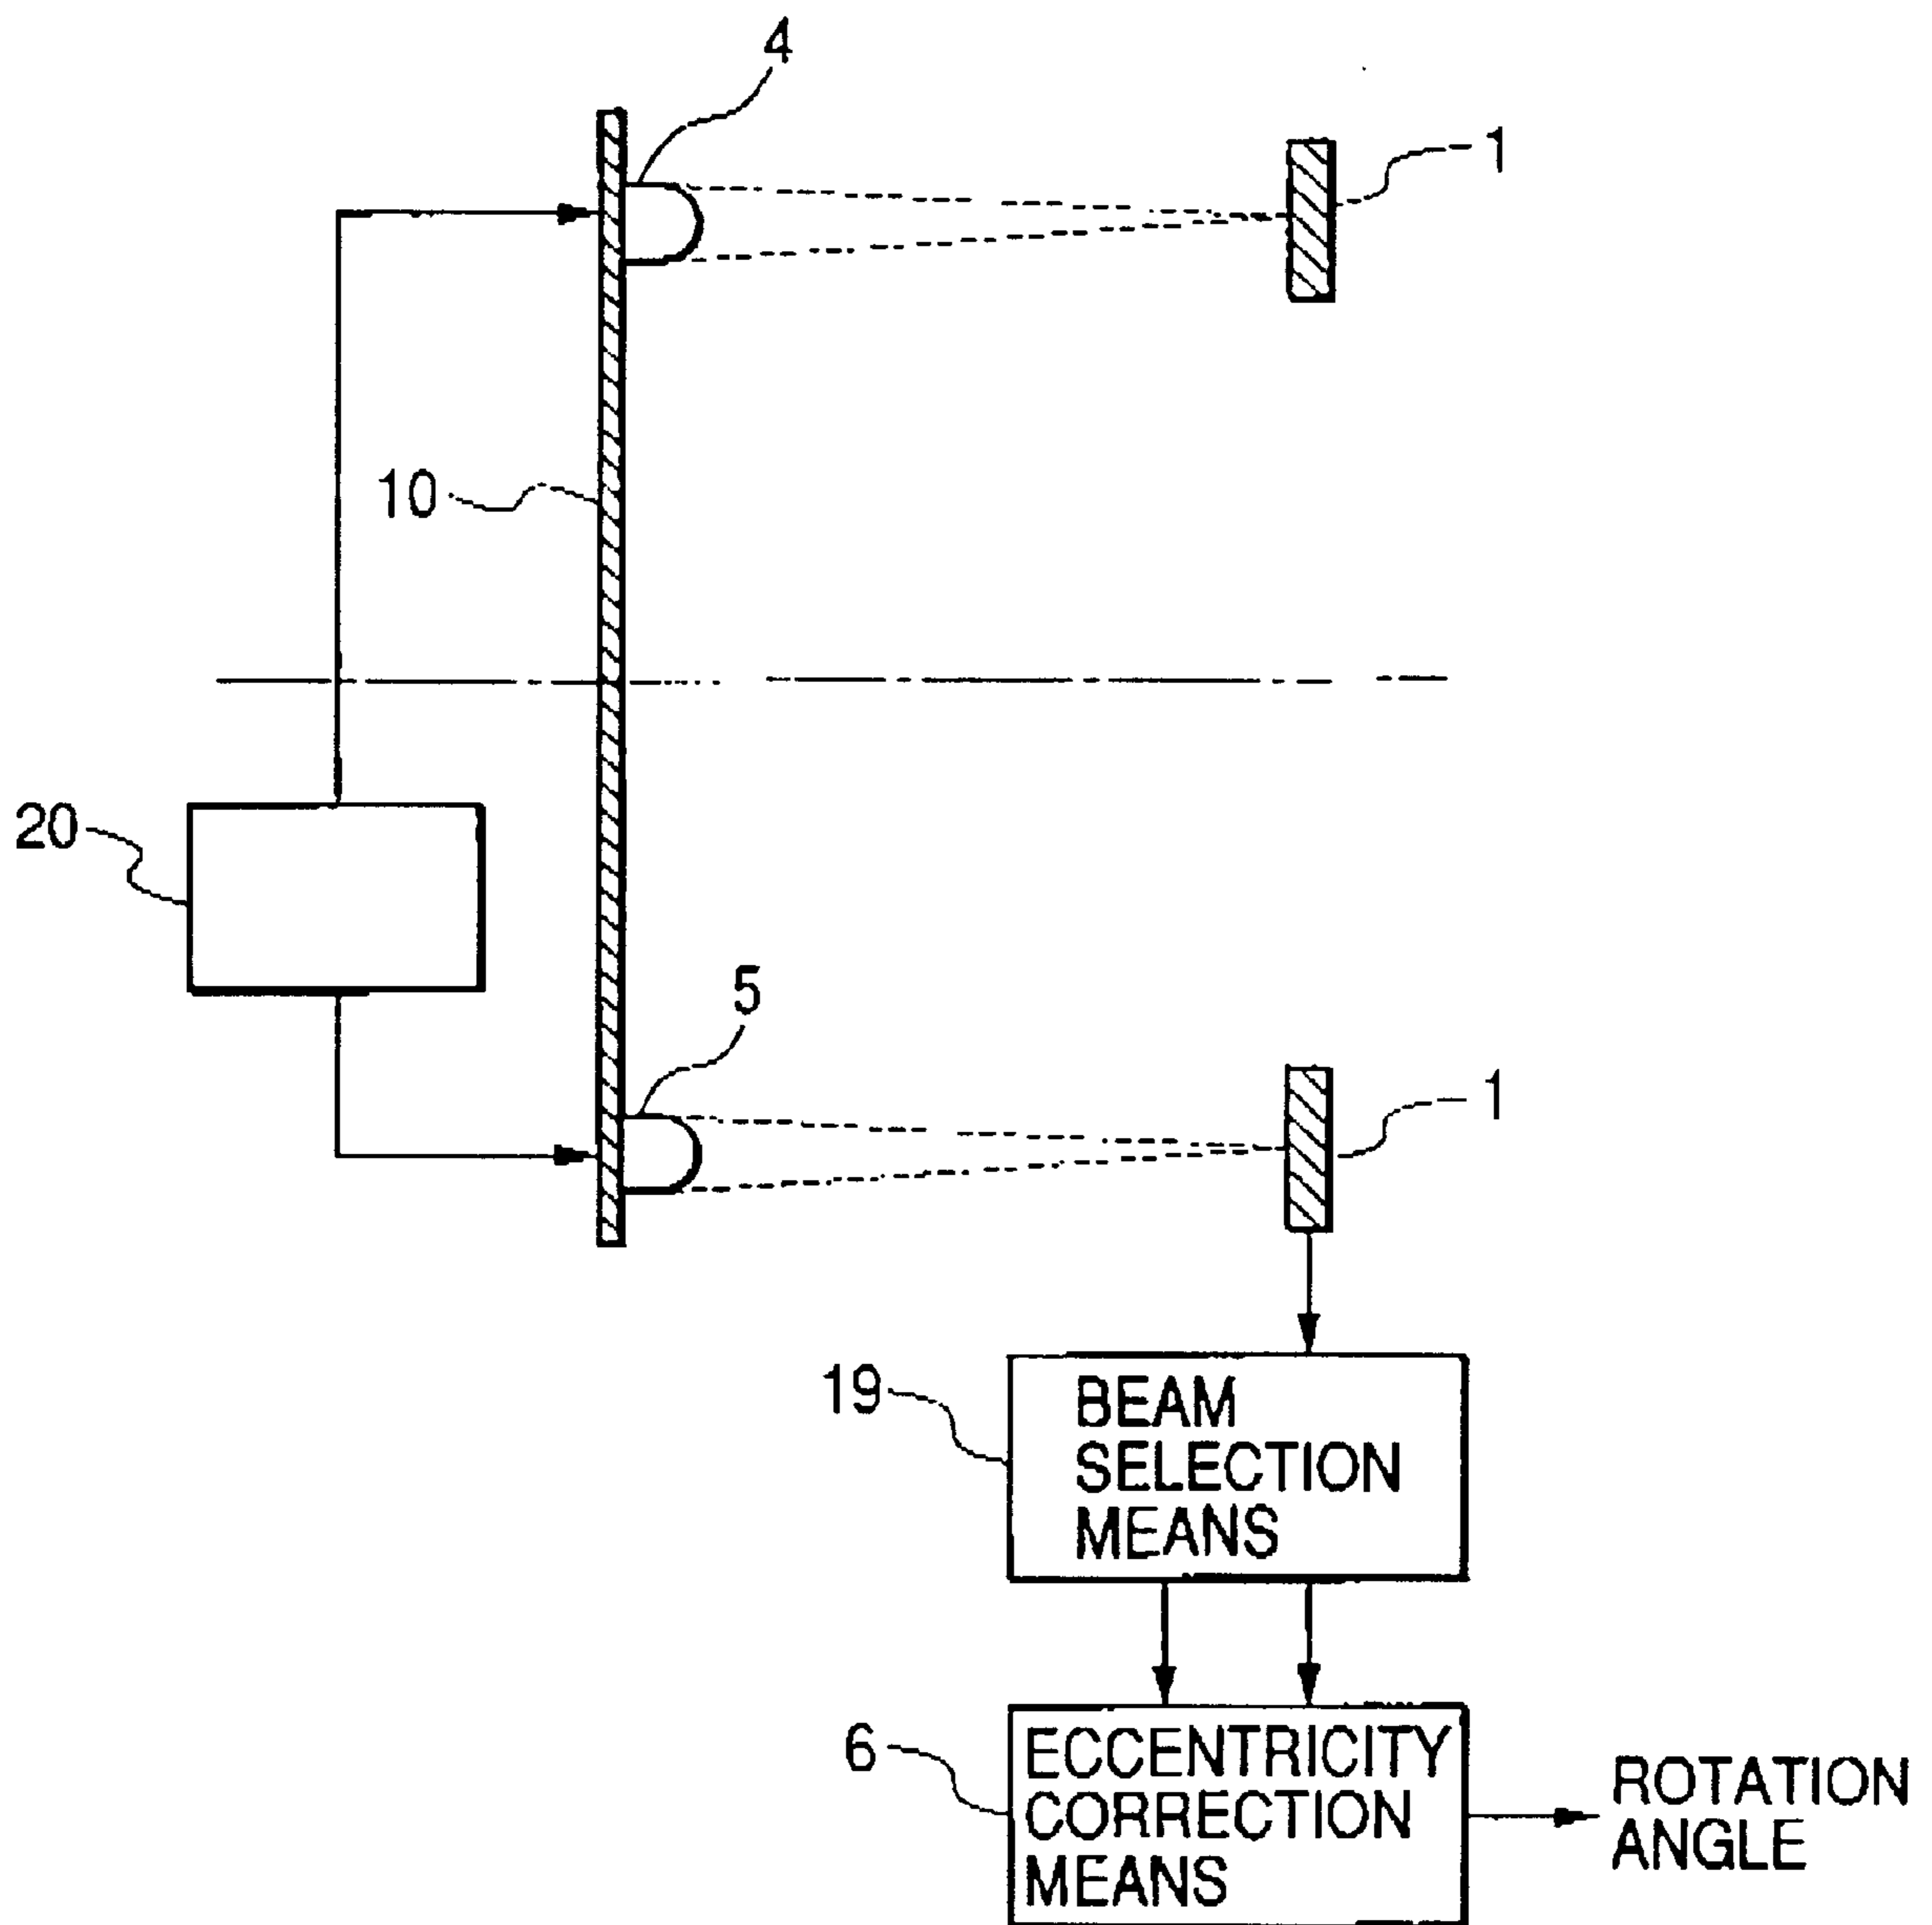 4
1
10
20
5
1
19
BEAM
SELECTION
MEANS
6
ECCENTRICITY
CORRECTION
MEANS
ROTATION
ANGLE